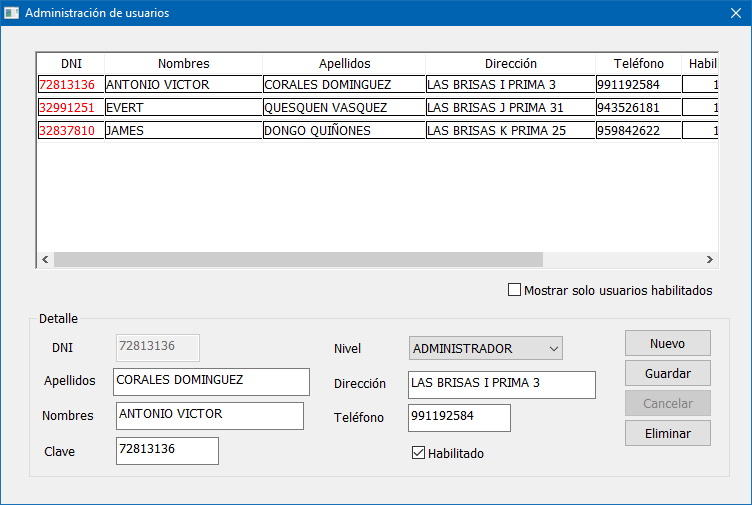 Administración de usuarios
DNI Nombres Apellidos Dirección Teléfono Habil
72813136 ANTONIO VICTOR CORALES DOMINGUEZ LAS BRISAS I PRIMA 3 991192584 1
32991251 EVERT QUESQUEN VASQUEZ LAS BRISAS J PRIMA 31 943526181 1
32837810 JAMES DONGO QUIÑONES LAS BRISAS K PRIMA 25 959842622 1
Mostrar solo usuarios habilitados
Detalle
DNI 72813136 Nivel ADMINISTRADOR Nuevo
Apellidos CORALES DOMINGUEZ Dirección LAS BRISAS I PRIMA 3 Guardar
Nombres ANTONIO VICTOR Teléfono 991192584 Cancelar
Clave 72813136 Habilitado Eliminar